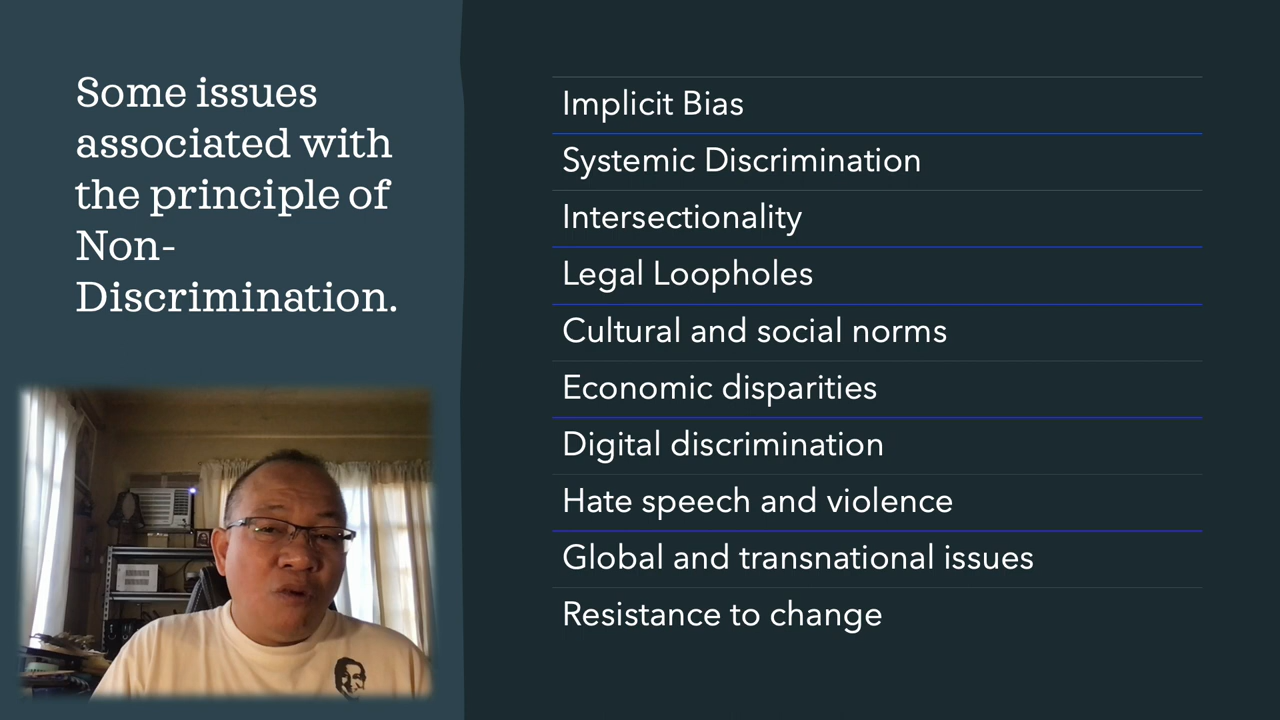 Some issues
associated with
the principle of
Non-
Discrimination.
Implicit Bias
Systemic Discrimination
Intersectionality
Legal Loopholes
Cultural and social norms
Economic disparities
Digital discrimination
Hate speech and violence
Global and transnational issues
Resistance to change